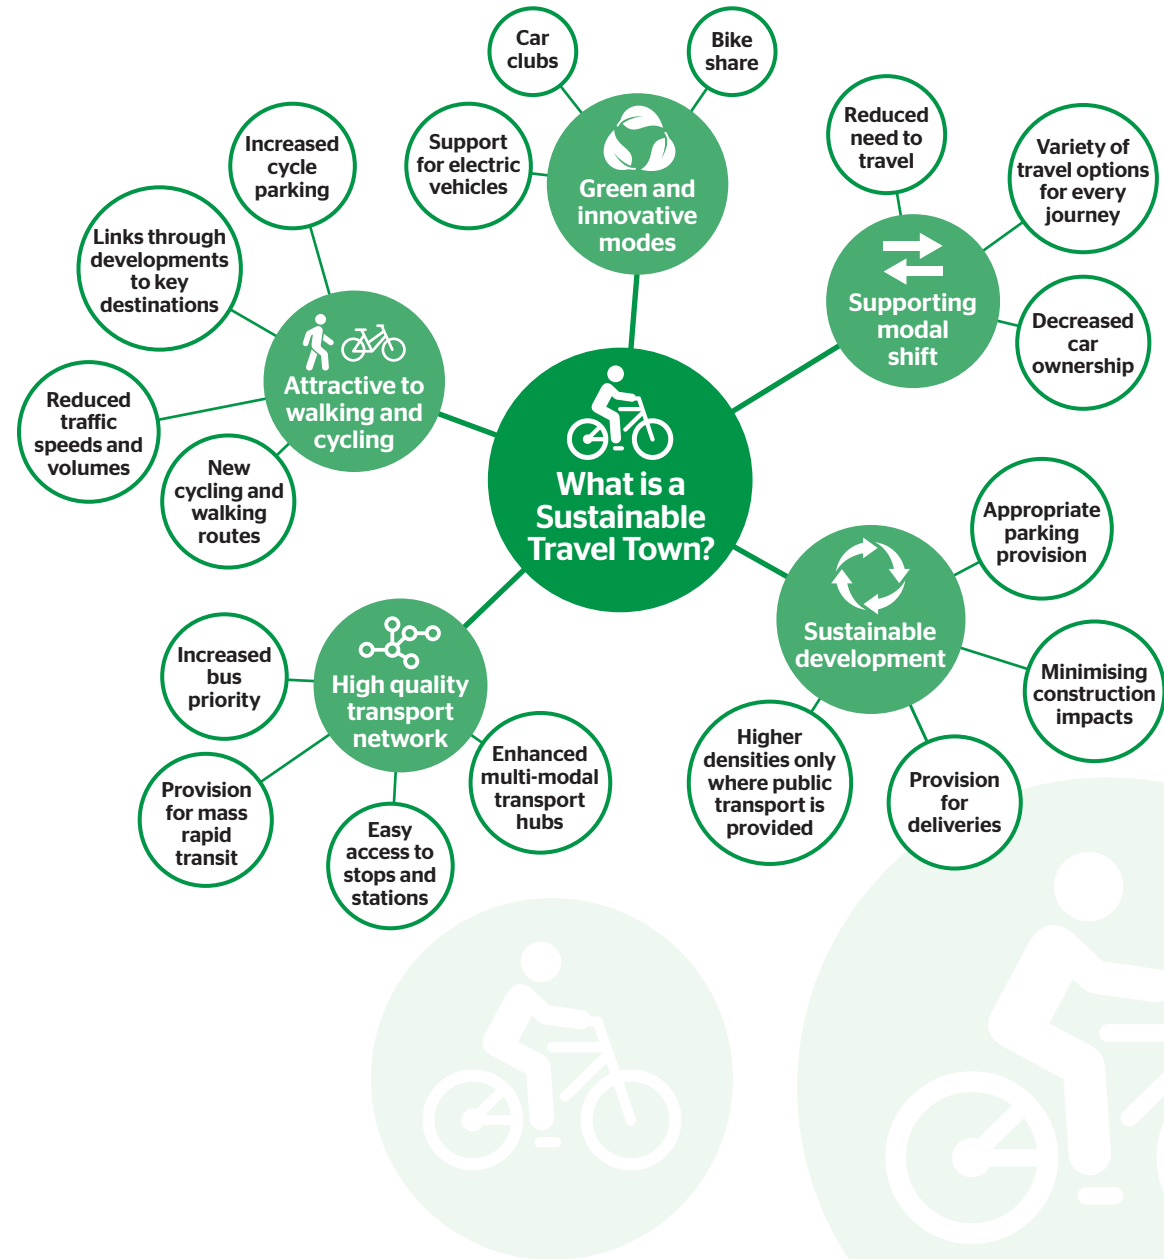 Car
clubs
Bike
share
Support
for electric
vehicles
Green and
innovative
modes
Reduced
need to
travel
Variety of
travel options
for every
journey
Decreased
car
ownership
Supporting
modal
shift
Increased
cycle
parking
Links through
developments
to key
destinations
Reduced
traffic
speeds and
volumes
New
cycling and
walking
routes
Attractive to
walking and
cycling
What is a
Sustainable
Travel Town?
Appropriate
parking
provision
Minimising
construction
impacts
Provision
for
deliveries
Higher
densities only
where public
transport is
provided
Sustainable
development
Increased
bus
priority
Provision
for mass
rapid
transit
Easy
access to
stops and
stations
Enhanced
multi-modal
transport
hubs
High quality
transport
network